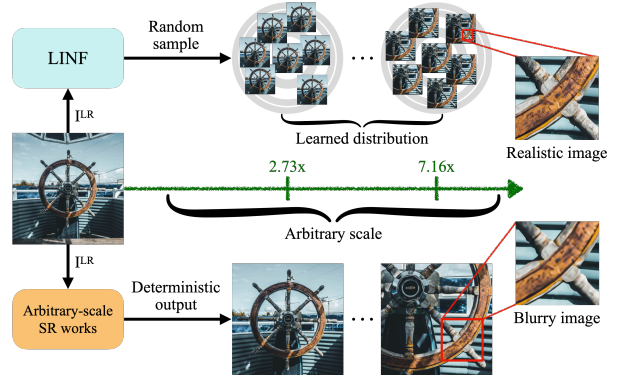 LINF
Random
sample
...
Learned distribution
Realistic image
I^LR
2.73x
7.16x
Arbitrary scale
I^LR
Arbitrary-scale
SR works
Deterministic
output
...
Blurry image